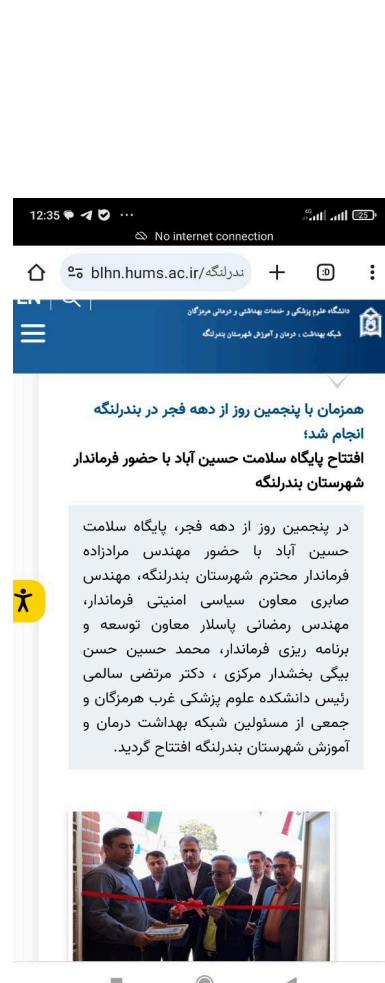 12:35
4G
25
No internet connection
blhn.hums.ac.ir/ندرلنگه
:D
EN
دانشگاه علوم پزشکی و خدمات بهداشتی و درمانی هرمزگان
شبکه بهداشت ، درمان و آموزش شهرستان بندرلنگه
همزمان با پنجمین روز از دهه فجر در بندرلنگه
انجام شد؛
افتتاح پایگاه سلامت حسین آباد با حضور فرماندار
شهرستان بندرلنگه
در پنجمین روز از دهه فجر، پایگاه سلامت
حسین آباد با حضور مهندس مرادزاده
فرماندار محترم شهرستان بندرلنگه، مهندس
صابری معاون سیاسی امنیتی فرماندار،
مهندس رمضانی پاسلار معاون توسعه و
برنامه ریزی فرماندار، محمد حسین حسن
بیگی بخشدار مرکزی ، دکتر مرتضی سالمی
رئیس دانشکده علوم پزشکی غرب هرمزگان و
جمعی از مسئولین شبکه بهداشت درمان و
آموزش شهرستان بندرلنگه افتتاح گردید.